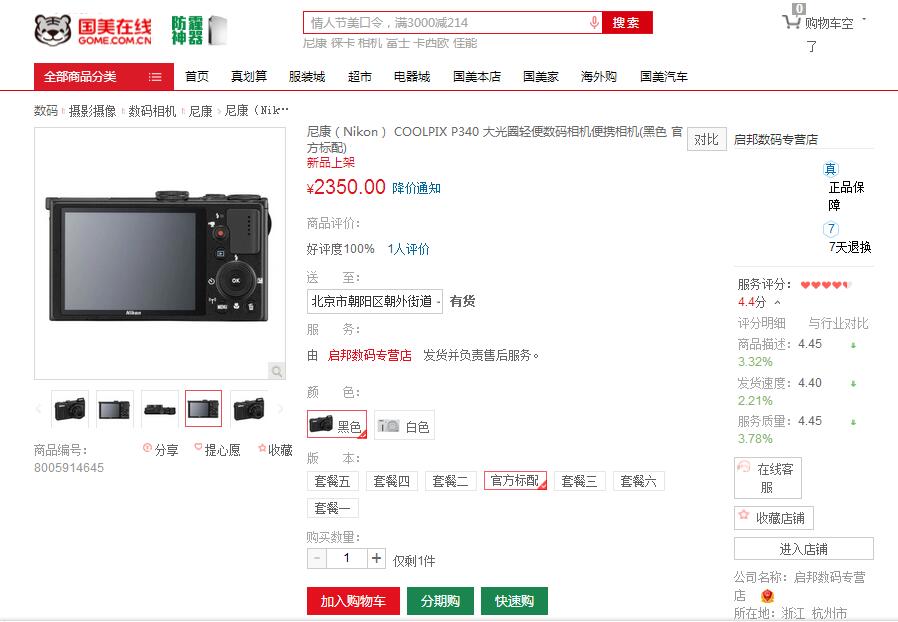 国美在线
GOME.COM.CN
防霾
神器
情人节美口令，满3000减214
搜索
尼康 徕卡 相机 富士 卡西欧 佳能
0
购物车空
了
全部商品分类
首页 真划算 服装城 超市 电器城 国美本店 国美家 海外购 国美汽车
数码 摄影摄像 数码相机 尼康 尼康（Nik…
尼康（Nikon） COOLPIX P340 大光圈轻便数码相机便携相机(黑色 官
方标配)
新品上架
对比
¥2350.00 降价通知
商品评价：
好评度100% 1人评价
送 至：
北京市朝阳区朝外街道 有货
服 务：
由 启邦数码专营店 发货并负责售后服务。
颜 色：
黑色 白色
版 本：
套餐五 套餐四 套餐二 官方标配 套餐三 套餐六
套餐一
购买数量：
− 1 + 仅剩1件
加入购物车 分期购 快速购
Nikon
OK
MENU
商品编号：
8005914645
分享 提心愿 收藏
启邦数码专营店
真
正品保
障
7
7天退换
服务评分：
4.4分
评分明细 与行业对比
商品描述： 4.45
3.32%
发货速度： 4.40
2.21%
服务质量： 4.45
3.78%
在线客
服
收藏店铺
进入店铺
公司名称： 启邦数码专营
店
所在地： 浙江 杭州市